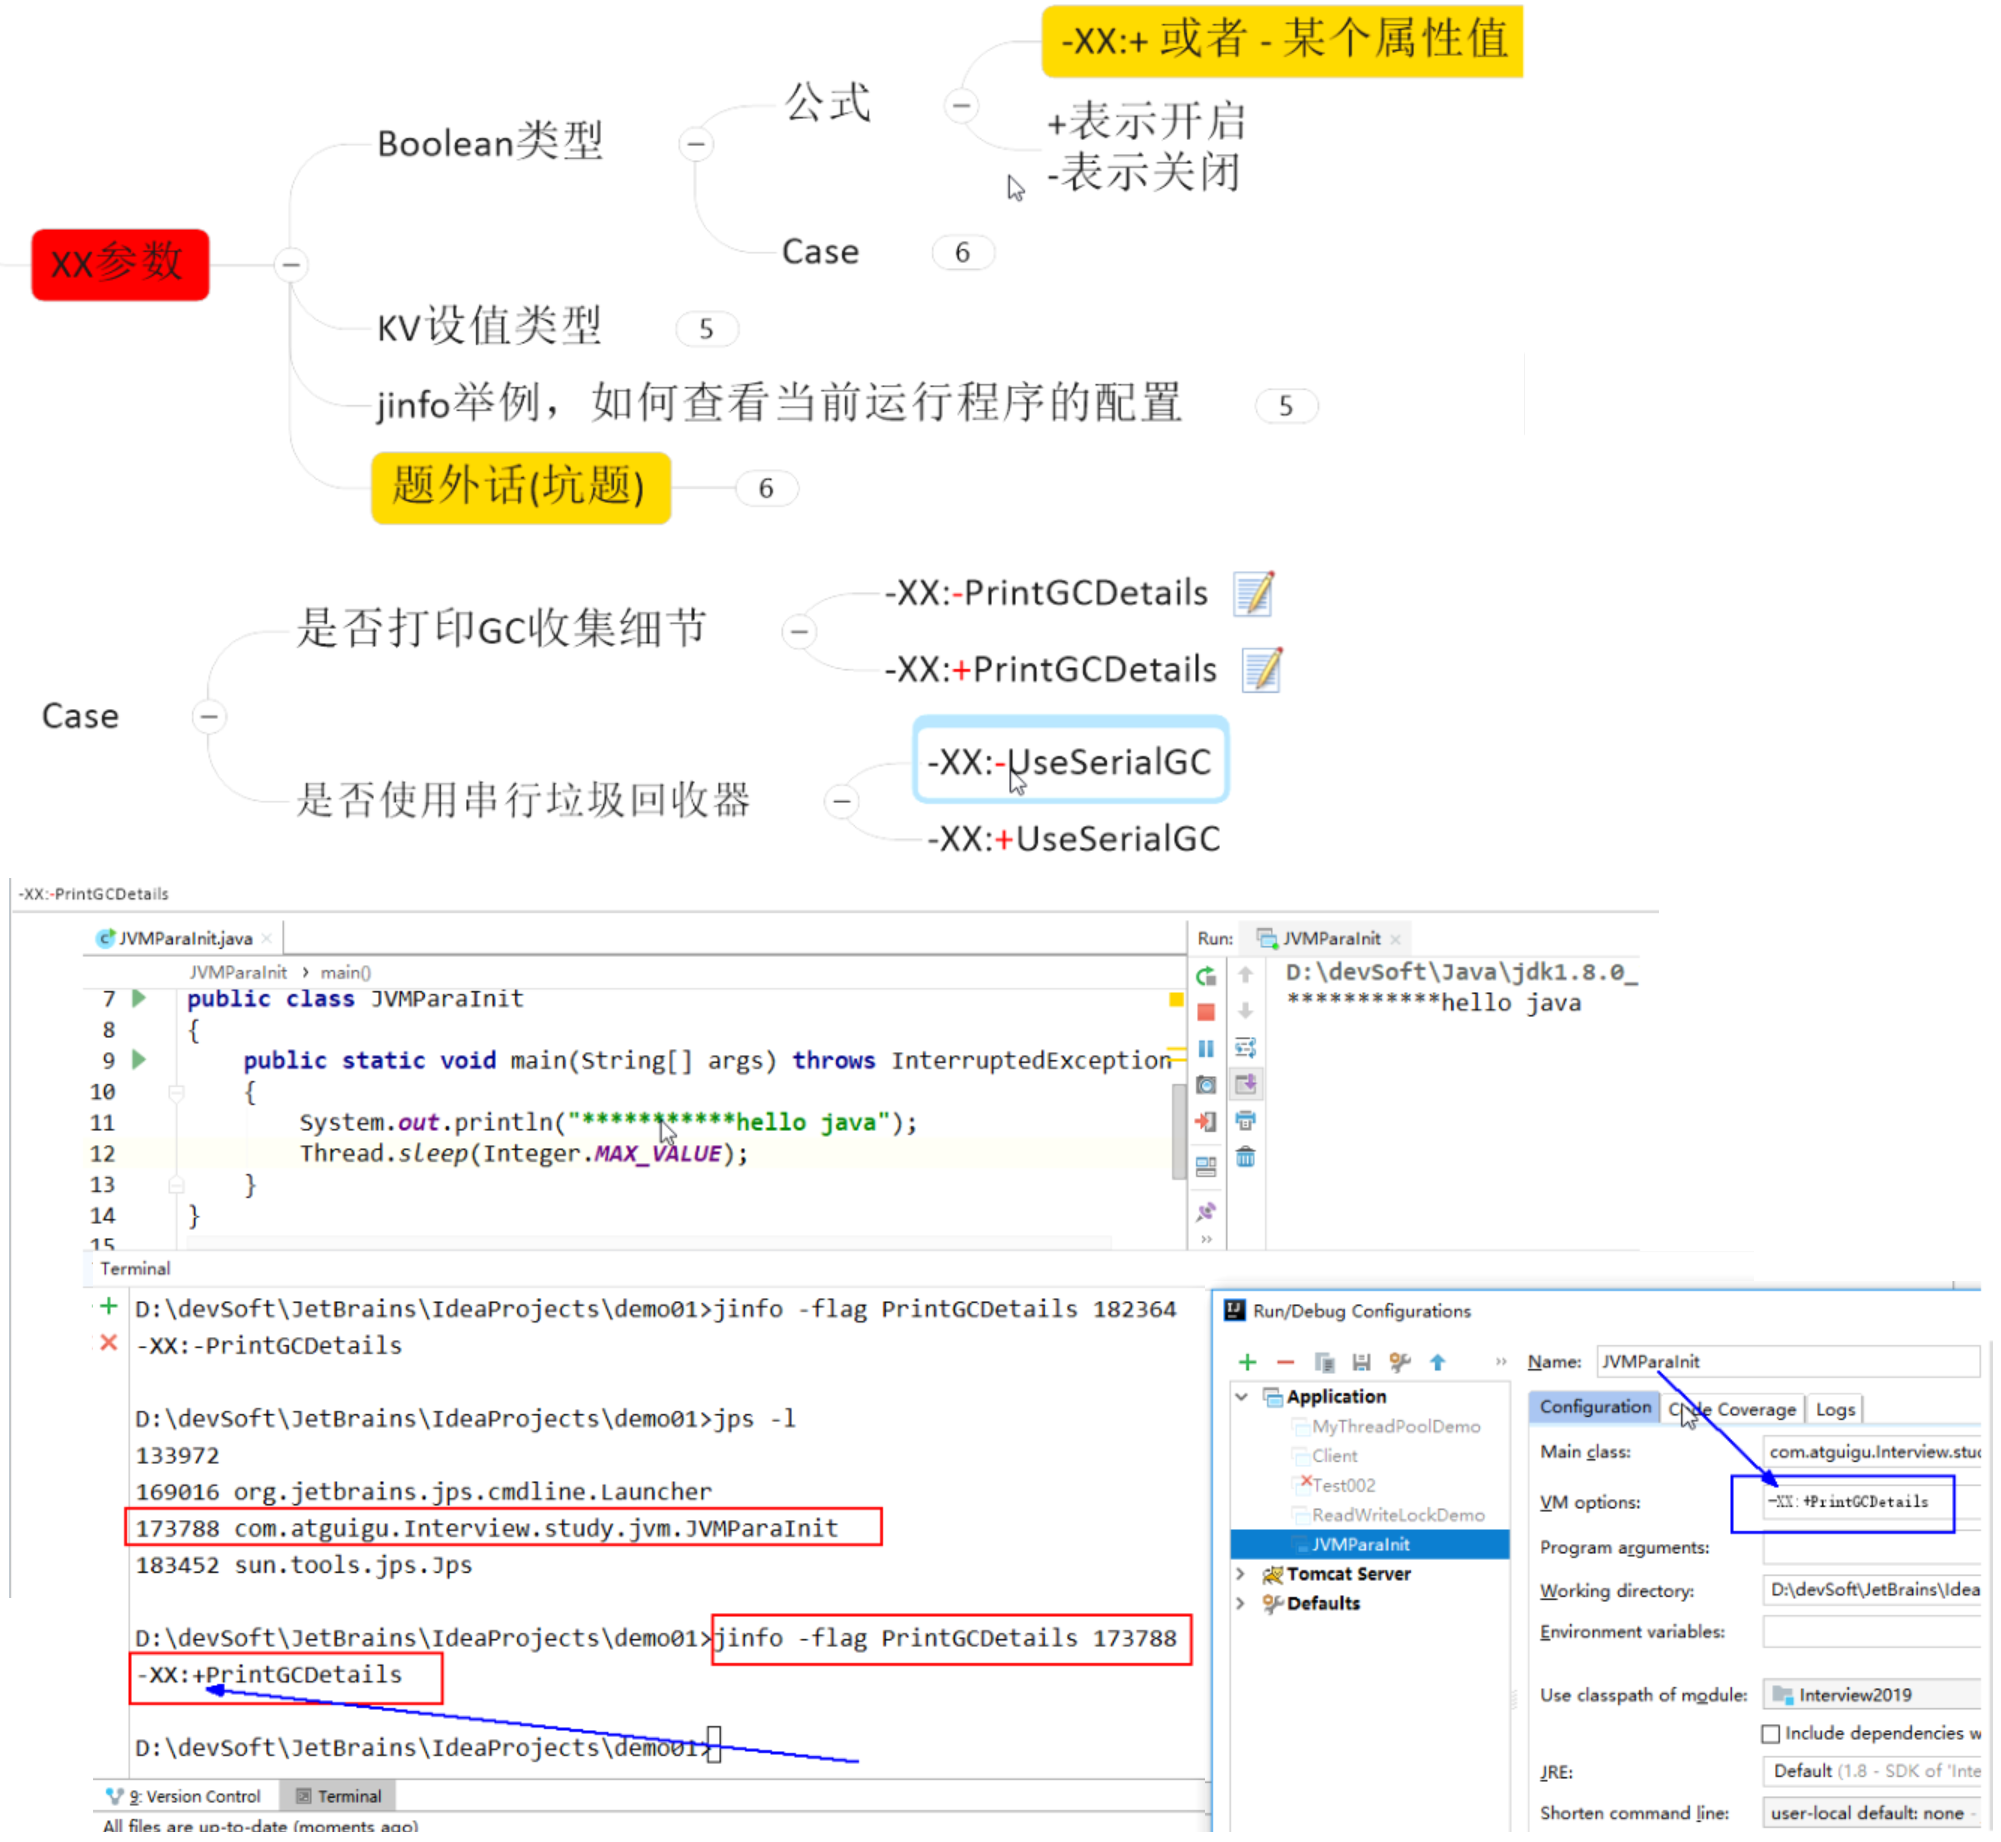 -XX:+ 或者 - 某个属性值
公式
Boolean类型
+表示开启
-表示关闭
Case 6
XX参数
KV设值类型 5
jinfo举例，如何查看当前运行程序的配置 5
题外话(坑题) 6
-XX:-PrintGCDetails
是否打印GC收集细节
-XX:+PrintGCDetails
Case
-XX:-UseSerialGC
是否使用串行垃圾回收器
-XX:+UseSerialGC
-XX:-PrintGCDetails
JVMParaInit.java
JVMParaInit › main()
7 public class JVMParaInit
8 {
9 public static void main(String[] args) throws InterruptedException
10 {
11 System.out.println("***********hello java");
12 Thread.sleep(Integer.MAX_VALUE);
13 }
14 }
15
Run: JVMParaInit
D:\devSoft\Java\jdk1.8.0_
***********hello java
Terminal
D:\devSoft\JetBrains\IdeaProjects\demo01>jinfo -flag PrintGCDetails 182364
-XX:-PrintGCDetails
D:\devSoft\JetBrains\IdeaProjects\demo01>jps -l
133972
169016 org.jetbrains.jps.cmdline.Launcher
173788 com.atguigu.Interview.study.jvm.JVMParaInit
183452 sun.tools.jps.Jps
D:\devSoft\JetBrains\IdeaProjects\demo01>jinfo -flag PrintGCDetails 173788
-XX:+PrintGCDetails
D:\devSoft\JetBrains\IdeaProjects\demo01>
9: Version Control Terminal
All files are up-to-date (moments ago)
Run/Debug Configurations
Name: JVMParaInit
Application
MyThreadPoolDemo
Client
Test002
ReadWriteLockDemo
JVMParaInit
Tomcat Server
Defaults
Configuration Code Coverage Logs
Main class: com.atguigu.Interview.stud
VM options: -XX:+PrintGCDetails
Program arguments:
Working directory: D:\devSoft\JetBrains\Idea
Environment variables:
Use classpath of module: Interview2019
Include dependencies w
JRE: Default (1.8 - SDK of 'Inte
Shorten command line: user-local default: none -